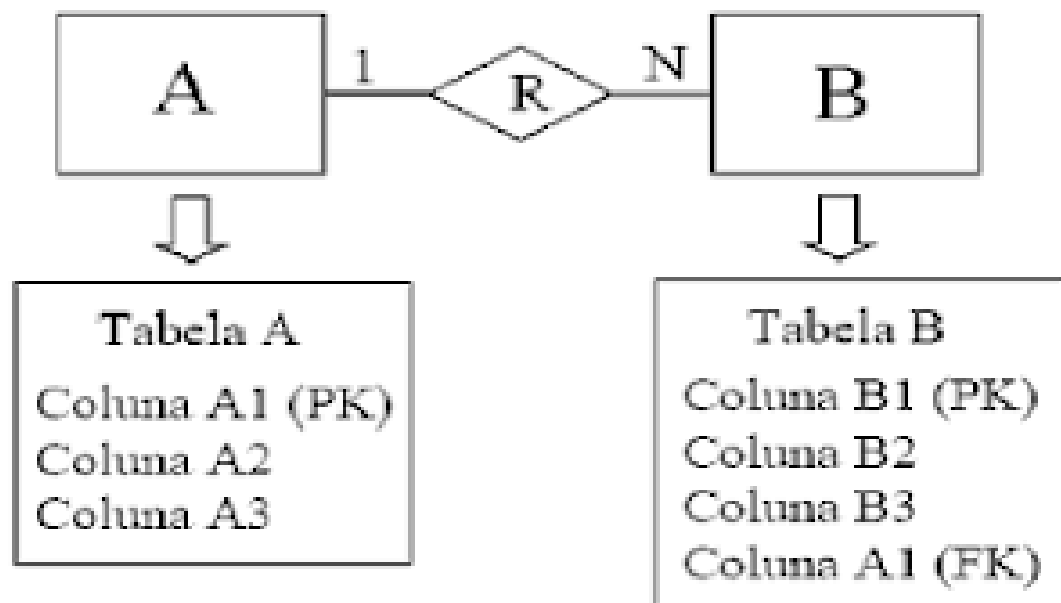 A 1 R N B
Tabela A
Coluna A1 (PK)
Coluna A2
Coluna A3
Tabela B
Coluna B1 (PK)
Coluna B2
Coluna B3
Coluna A1 (FK)